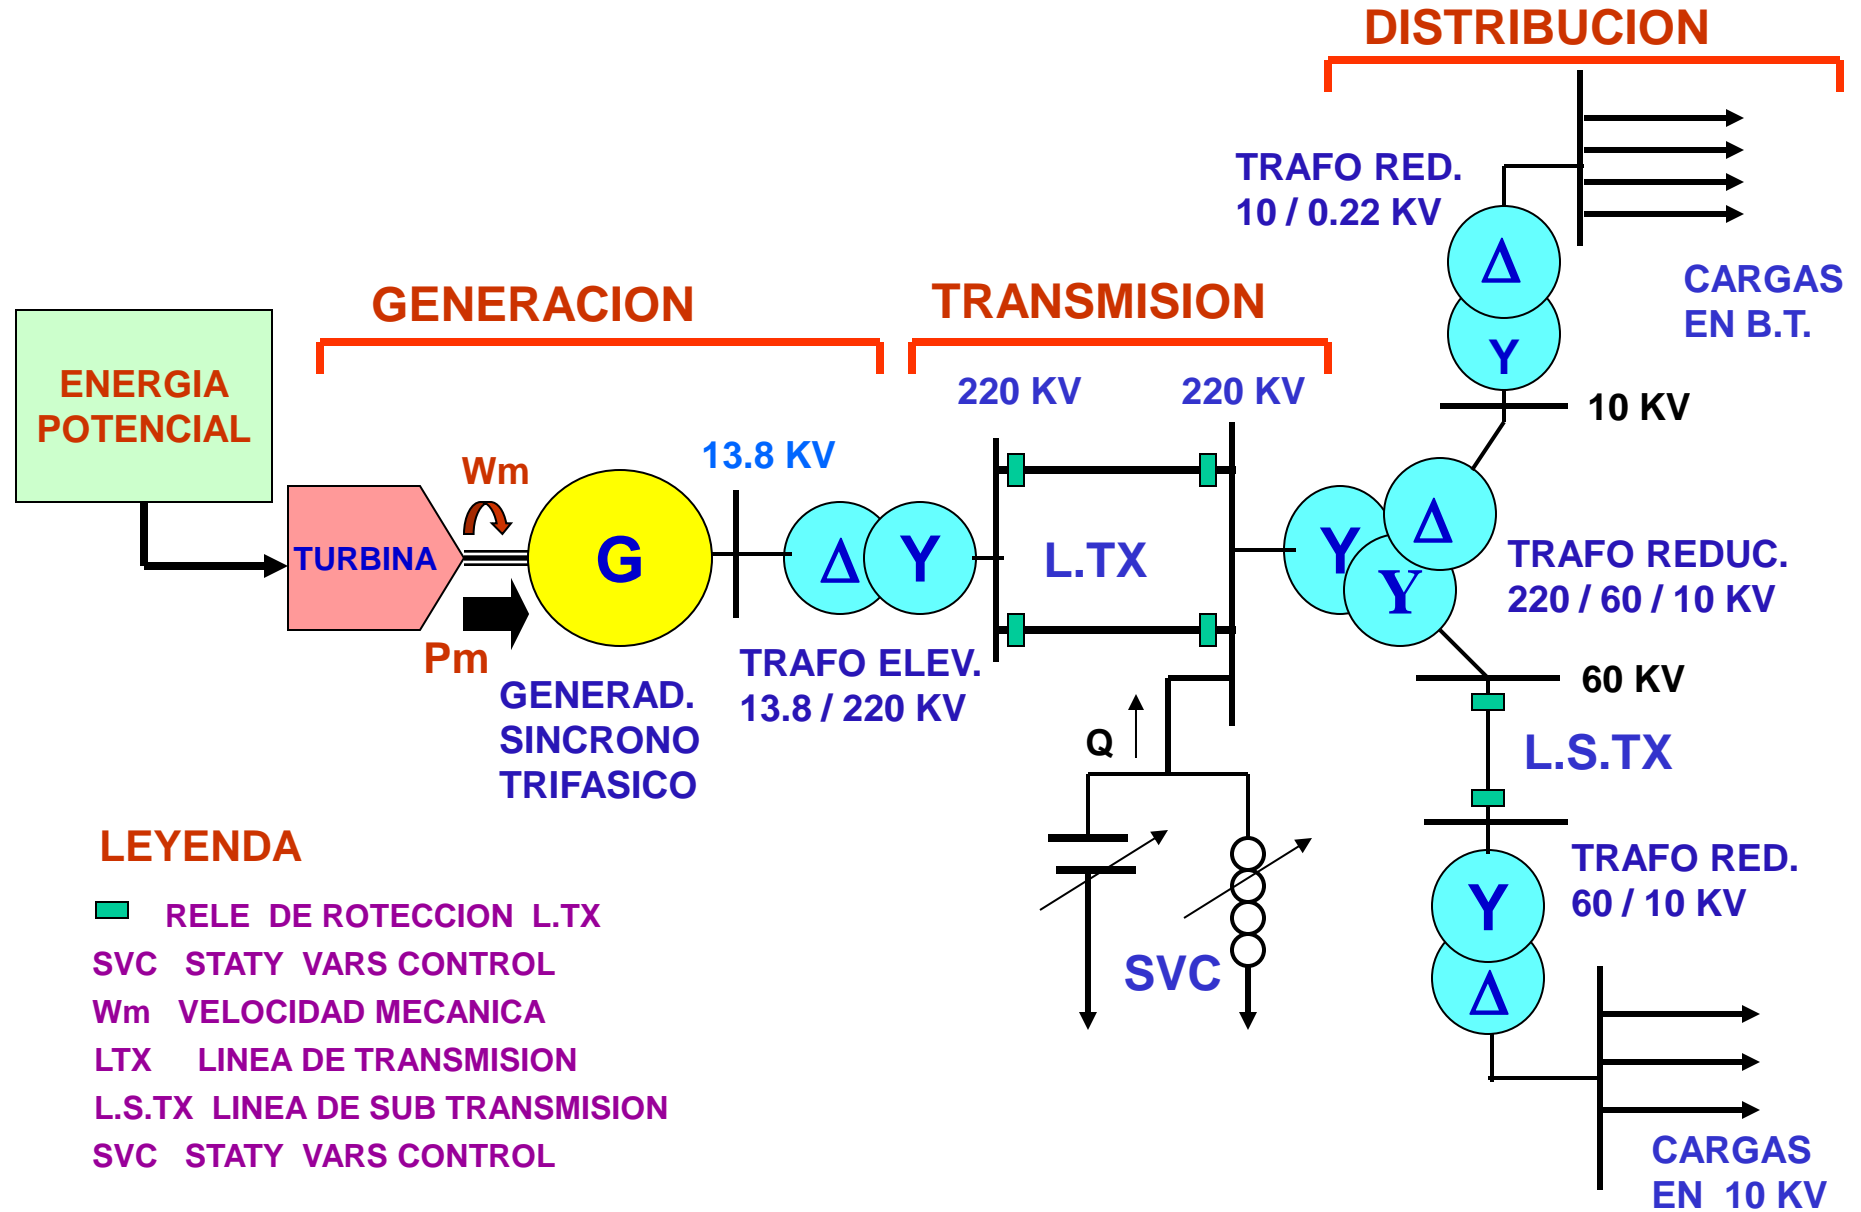 DISTRIBUCION
TRAFO RED.
10 / 0.22 KV
Δ
Y
CARGAS
EN B.T.
10 KV
GENERACION
TRANSMISION
ENERGIA
POTENCIAL
220 KV
220 KV
13.8 KV
Wm
TURBINA
G
Δ
Y
L.TX
Y
Δ
Y
TRAFO REDUC.
220 / 60 / 10 KV
Pm
GENERAD.
SINCRONO
TRIFASICO
TRAFO ELEV.
13.8 / 220 KV
60 KV
Q
L.S.TX
SVC
TRAFO RED.
60 / 10 KV
Y
Δ
CARGAS
EN 10 KV
LEYENDA
RELE DE ROTECCION L.TX
SVC STATY VARS CONTROL
Wm VELOCIDAD MECANICA
LTX LINEA DE TRANSMISION
L.S.TX LINEA DE SUB TRANSMISION
SVC STATY VARS CONTROL